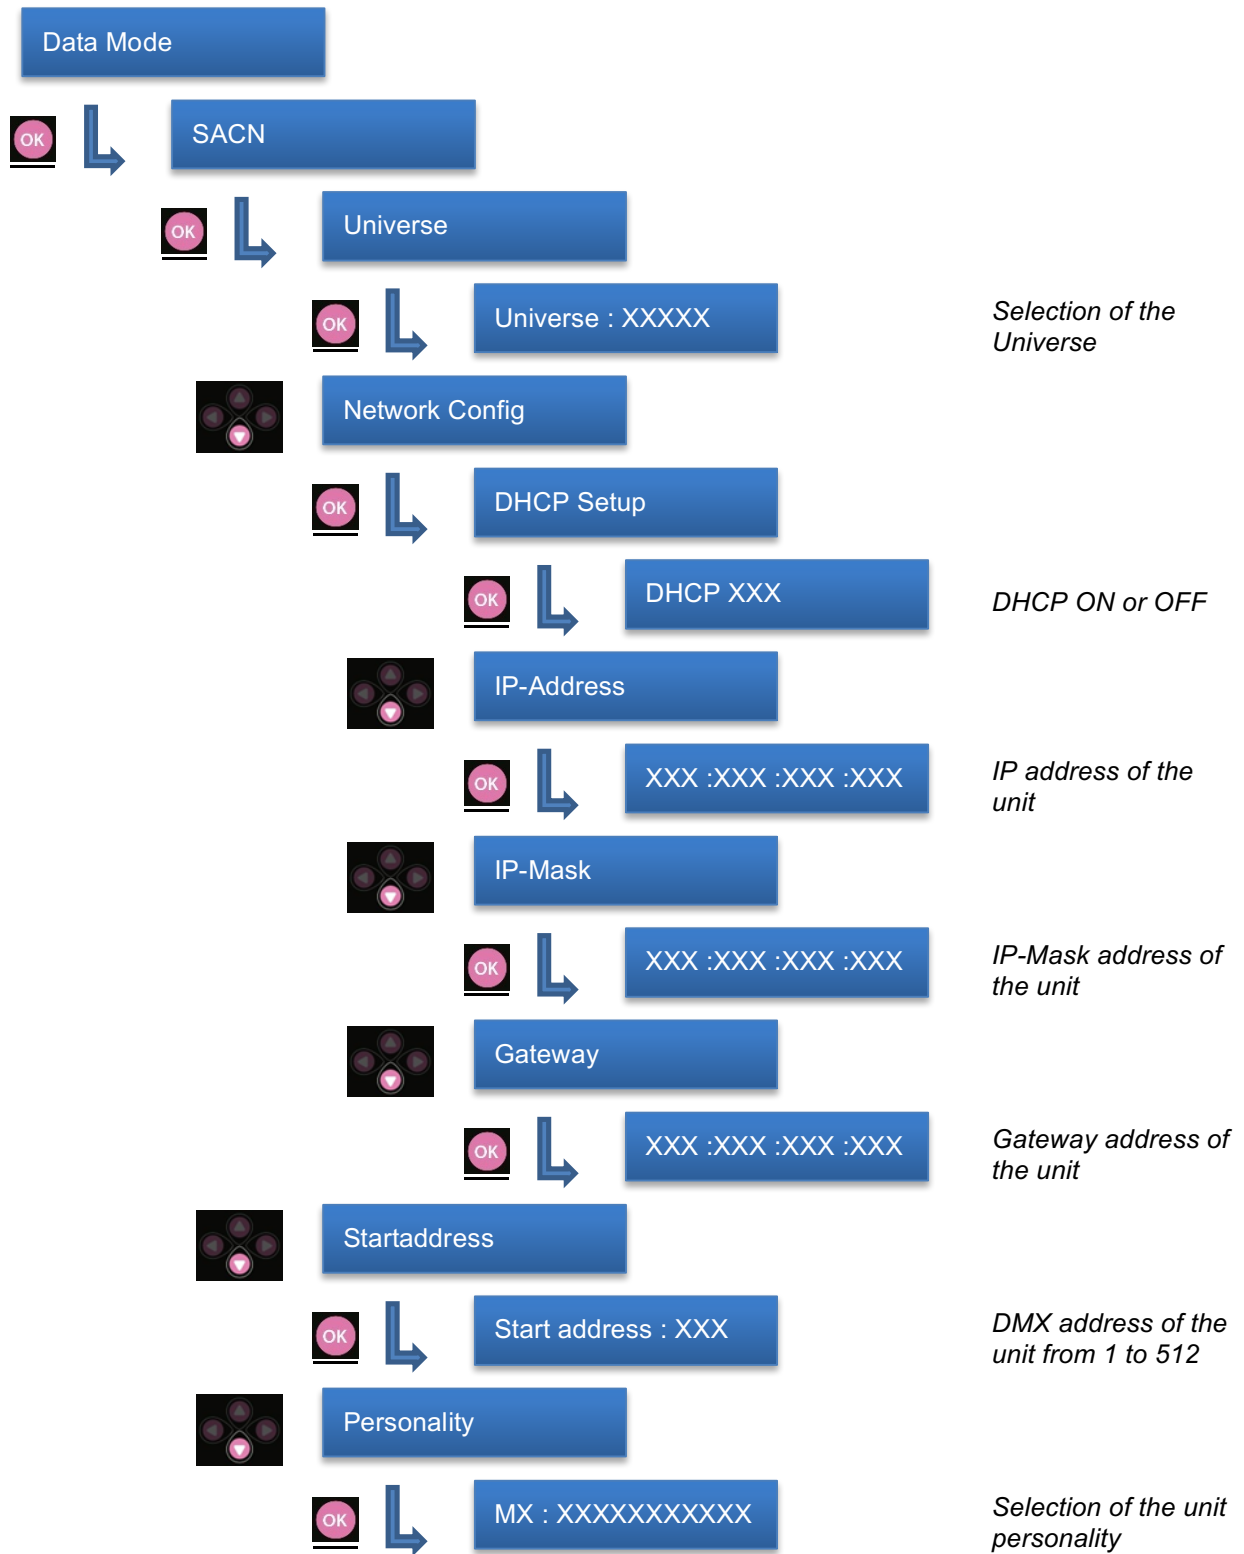 Data Mode
OK
SACN
OK
Universe
OK
Universe : XXXXX
Selection of the
Universe
Network Config
OK
DHCP Setup
OK
DHCP XXX
DHCP ON or OFF
IP-Address
OK
XXX :XXX :XXX :XXX
IP address of the
unit
IP-Mask
OK
XXX :XXX :XXX :XXX
IP-Mask address of
the unit
Gateway
OK
XXX :XXX :XXX :XXX
Gateway address of
the unit
Startaddress
OK
Start address : XXX
DMX address of the
unit from 1 to 512
Personality
OK
MX : XXXXXXXXXXX
Selection of the unit
personality